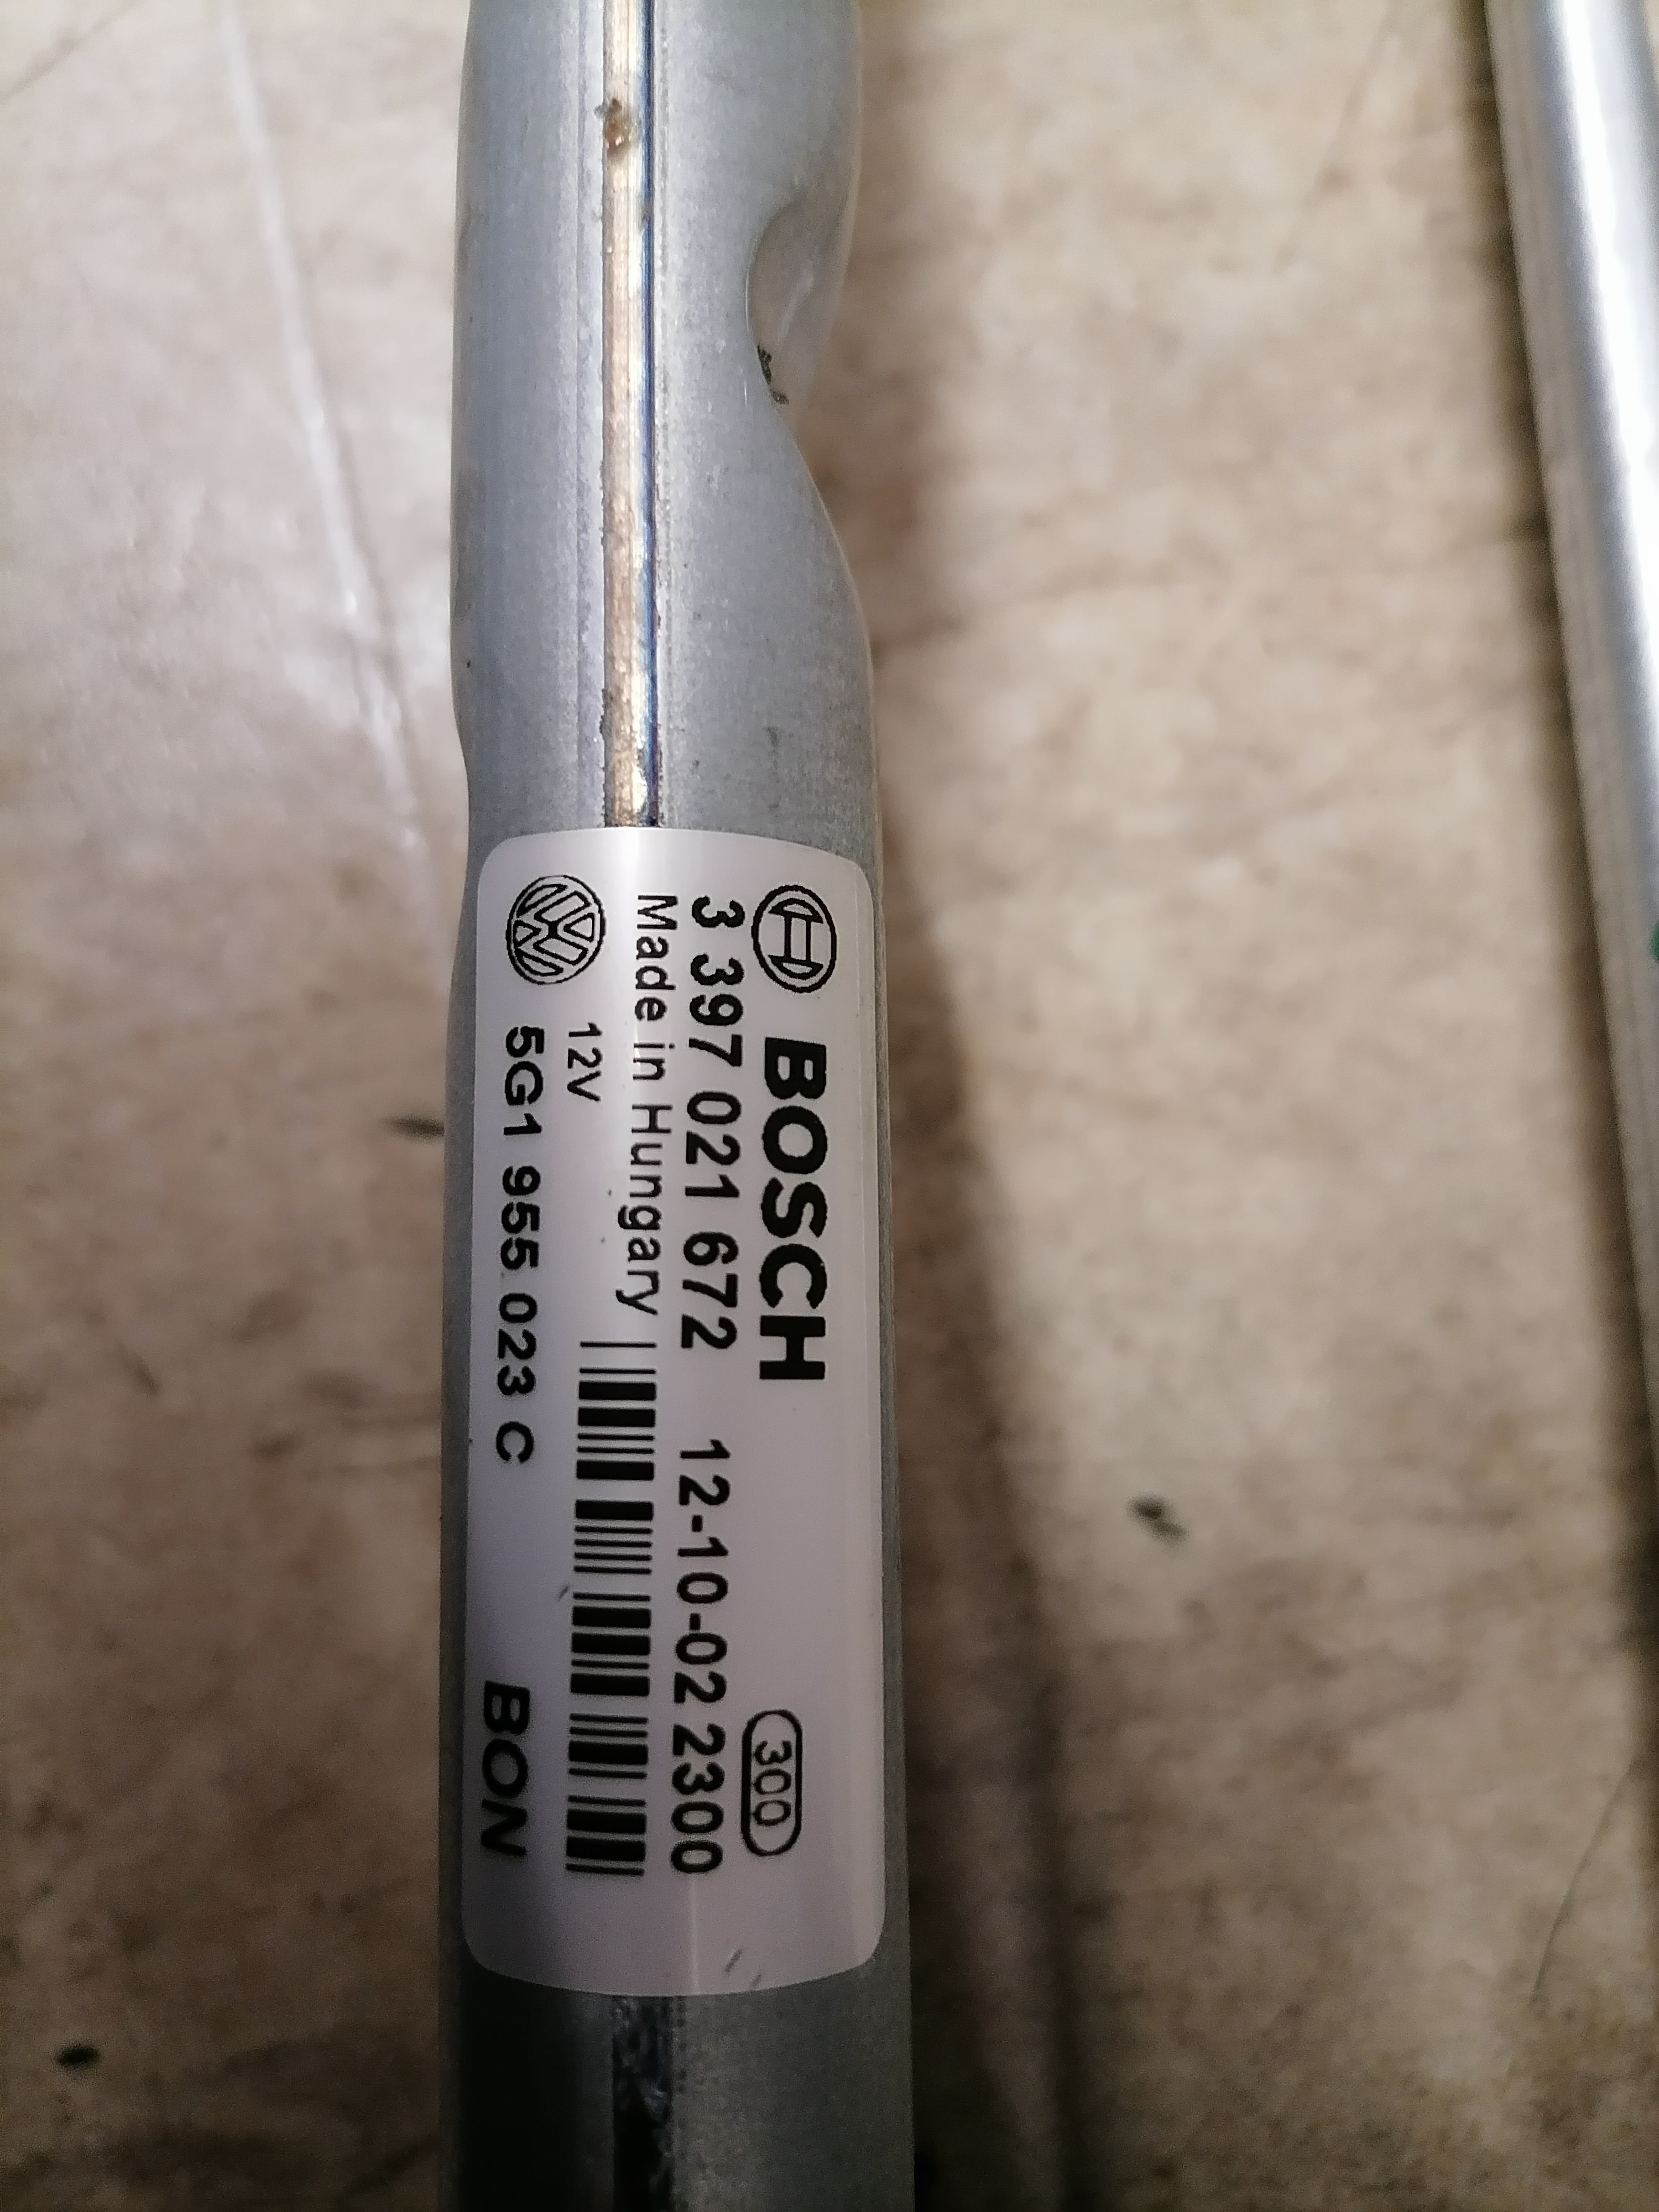 BOSCH
300
3 397 021 672 12-10-02 2300
Made in Hungary
12V
5G1 955 023 C
BON